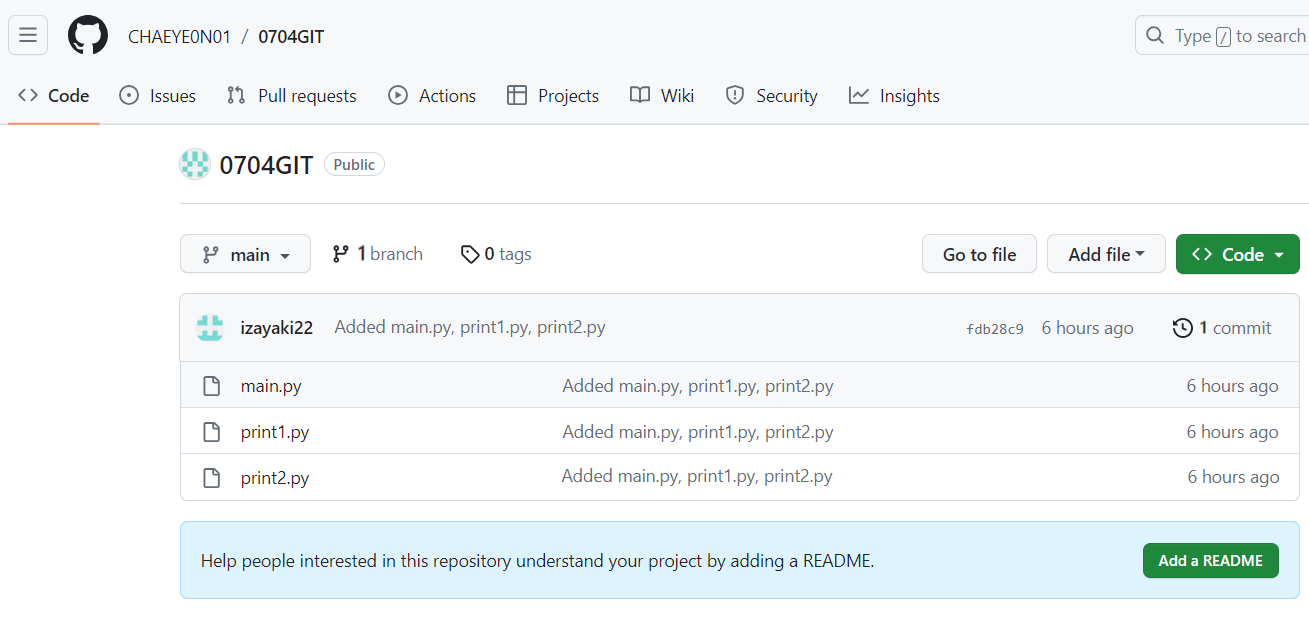 CHAEYE0N01 / 0704GIT
Type / to search
Code Issues Pull requests Actions Projects Wiki Security Insights
0704GIT Public
main 1 branch 0 tags Go to file Add file Code
izayaki22 Added main.py, print1.py, print2.py fdb28c9 6 hours ago 1 commit
main.py Added main.py, print1.py, print2.py 6 hours ago
print1.py Added main.py, print1.py, print2.py 6 hours ago
print2.py Added main.py, print1.py, print2.py 6 hours ago
Help people interested in this repository understand your project by adding a README. Add a README